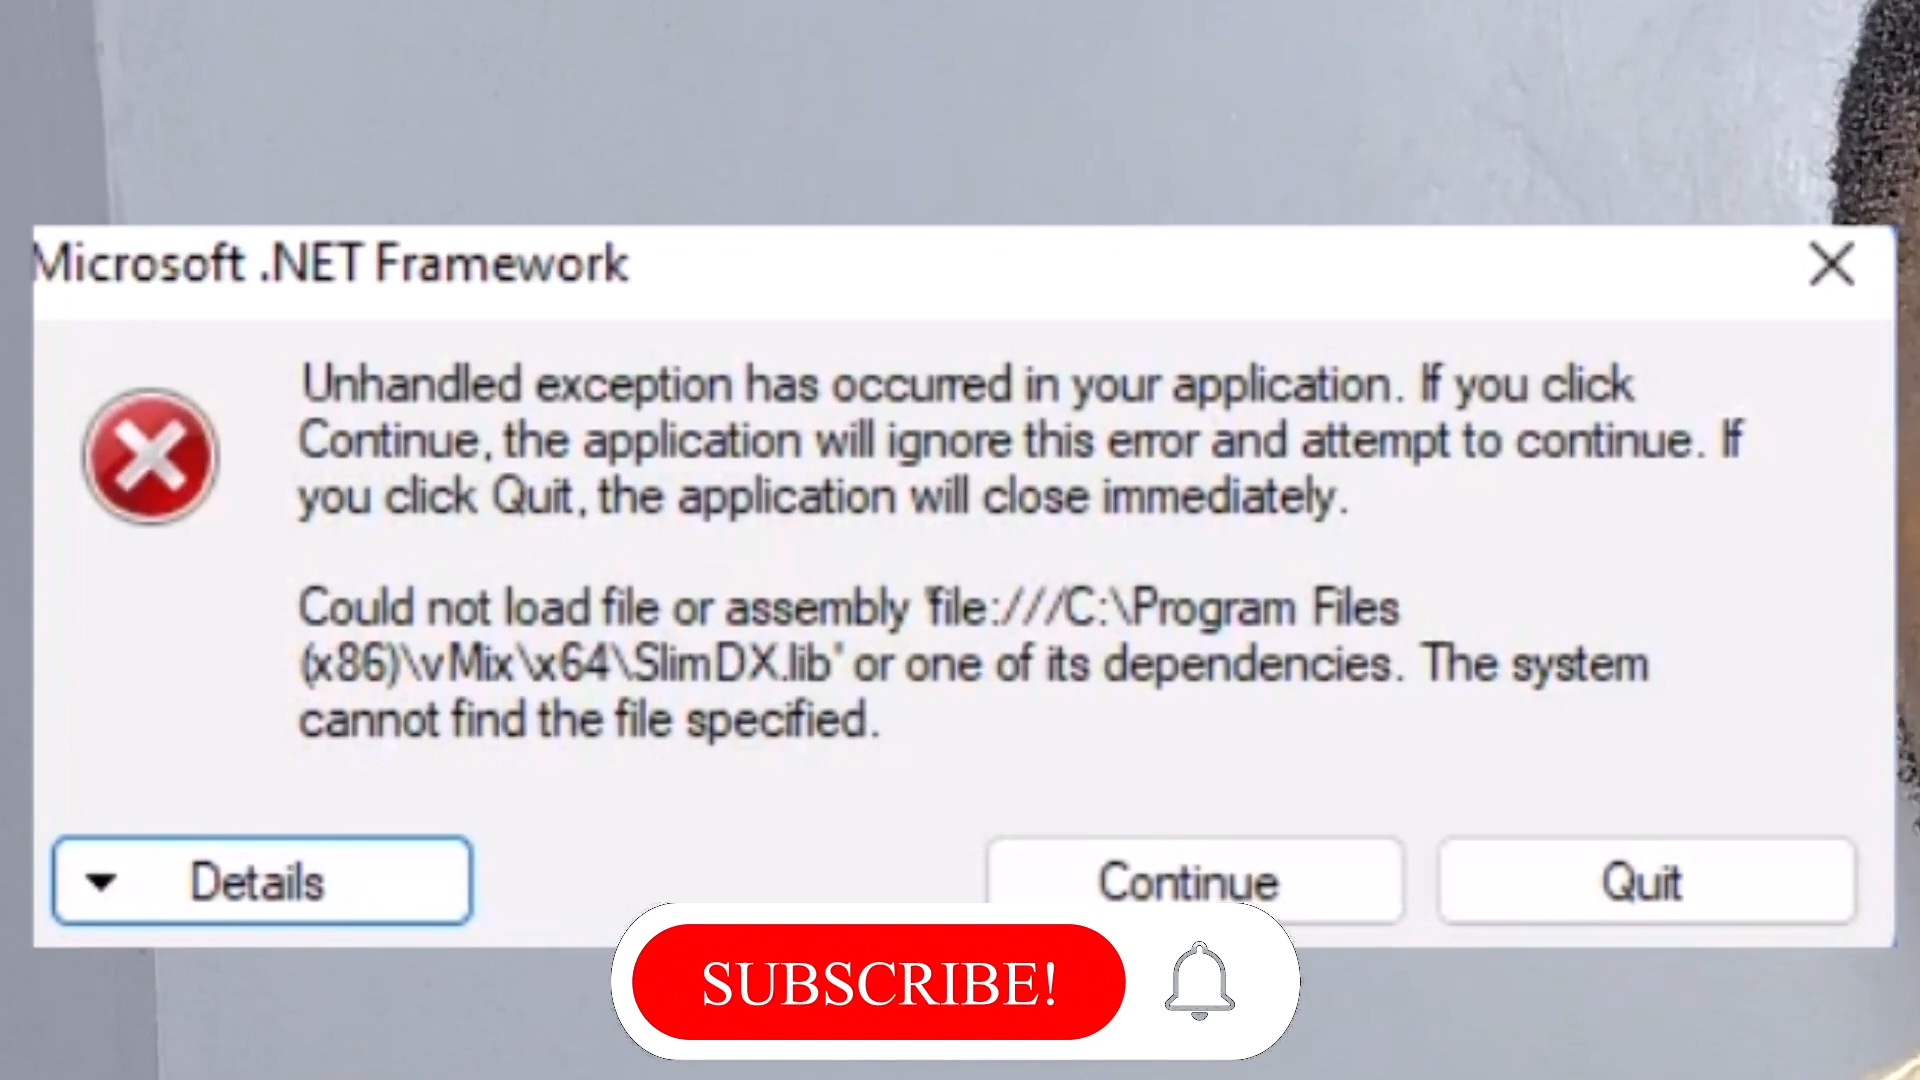 Microsoft .NET Framework
Unhandled exception has occurred in your application. If you click
Continue, the application will ignore this error and attempt to continue. If
you click Quit, the application will close immediately.
Could not load file or assembly 'file:///C:\Program Files
(x86)\vMix\x64\SlimDX.lib' or one of its dependencies. The system
cannot find the file specified.
Details
Continue
Quit
SUBSCRIBE!